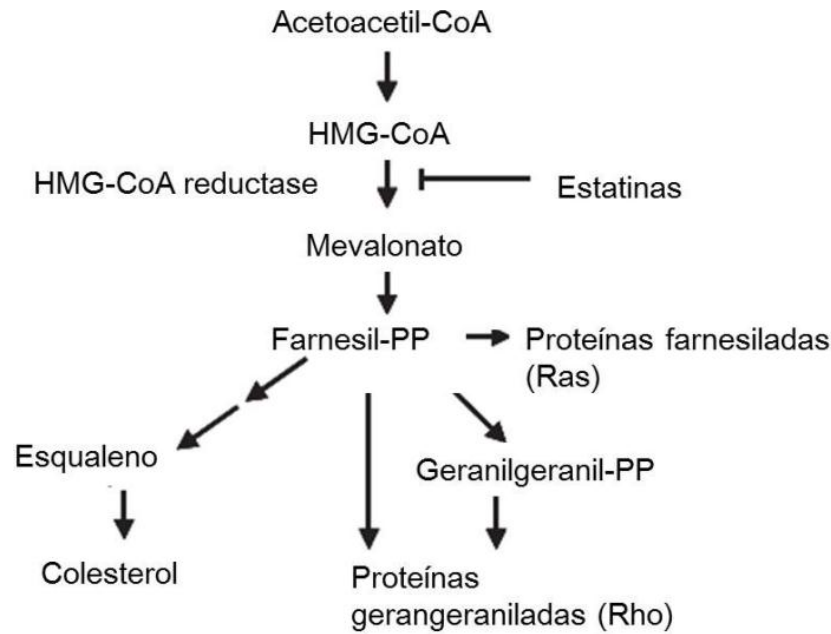 Acetoacetil-CoA
HMG-CoA
HMG-CoA reductase
Estatinas
Mevalonato
Farnesil-PP
Proteínas farnesiladas
(Ras)
Esqualeno
Geranilgeranil-PP
Colesterol
Proteínas
gerangeraniladas (Rho)